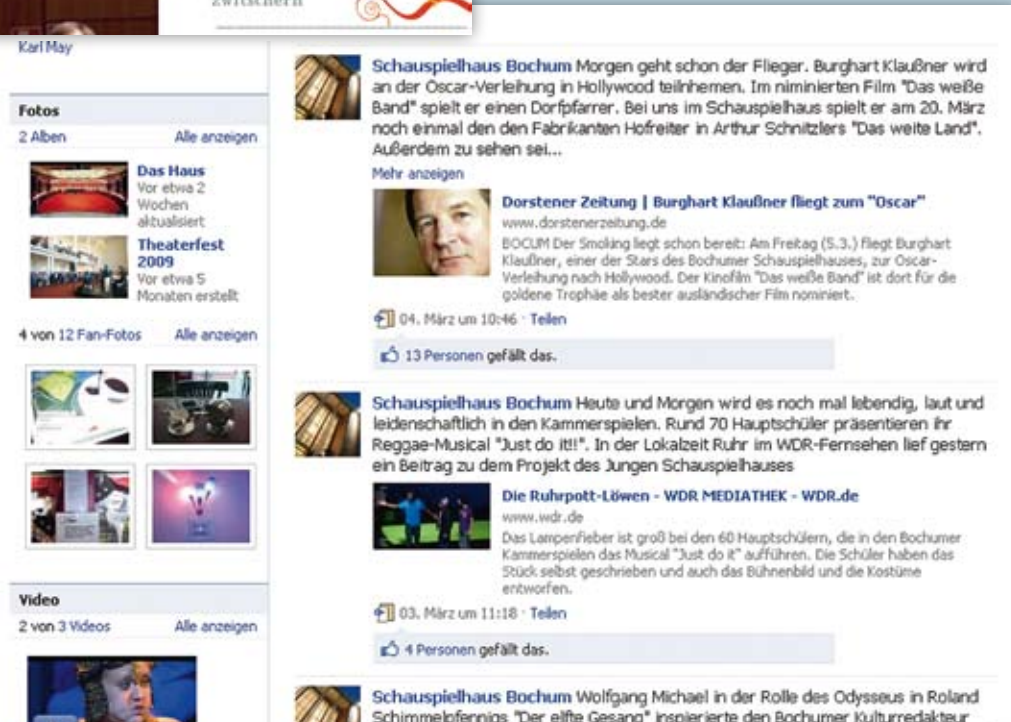 zwitschern
Karl May
Fotos
2 Alben Alle anzeigen
Das Haus
Vor etwa 2
Wochen
aktualisiert
Theaterfest
2009
Vor etwa 5
Monaten erstellt
4 von 12 Fan-Fotos Alle anzeigen
Video
2 von 3 Videos Alle anzeigen
Schauspielhaus Bochum Morgen geht schon der Flieger. Burghart Klaußner wird
an der Oscar-Verleihung in Hollywood teilnhemen. Im niminierten Film "Das weiße
Band" spielt er einen Dorfpfarrer. Bei uns im Schauspielhaus spielt er am 20. März
noch einmal den den Fabrikanten Hofreiter in Arthur Schnitzlers "Das weite Land".
Außerdem zu sehen sei...
Mehr anzeigen
Dorstener Zeitung | Burghart Klaußner fliegt zum "Oscar"
www.dorstenerzeitung.de
BOCUM Der Smoking liegt schon bereit: Am Freitag (5.3.) fliegt Burghart
Klaußner, einer der Stars des Bochumer Schauspielhauses, zur Oscar-
Verleihung nach Hollywood. Der Kinofilm "Das weiße Band" ist dort für die
goldene Trophäe als bester ausländischer Film nominiert.
04. März um 10:46 · Teilen
13 Personen gefällt das.
Schauspielhaus Bochum Heute und Morgen wird es noch mal lebendig, laut und
leidenschaftlich in den Kammerspielen. Rund 70 Hauptschüler präsentieren ihr
Reggae-Musical "Just do it!!". In der Lokalzeit Ruhr im WDR-Fernsehen lief gestern
ein Beitrag zu dem Projekt des Jungen Schauspielhauses
Die Ruhrpott-Löwen - WDR MEDIATHEK - WDR.de
www.wdr.de
Das Lampenfieber ist groß bei den 60 Hauptschülern, die in den Bochumer
Kammerspielen das Musical "Just do it" aufführen. Die Schüler haben das
Stück selbst geschrieben und auch das Bühnenbild und die Kostüme
entworfen.
03. März um 11:18 · Teilen
4 Personen gefällt das.
Schauspielhaus Bochum Wolfgang Michael in der Rolle des Odysseus in Roland
Schimmelpfennigs "Der elfte Gesang" inspierierte den Bochumer Kulturredakteur